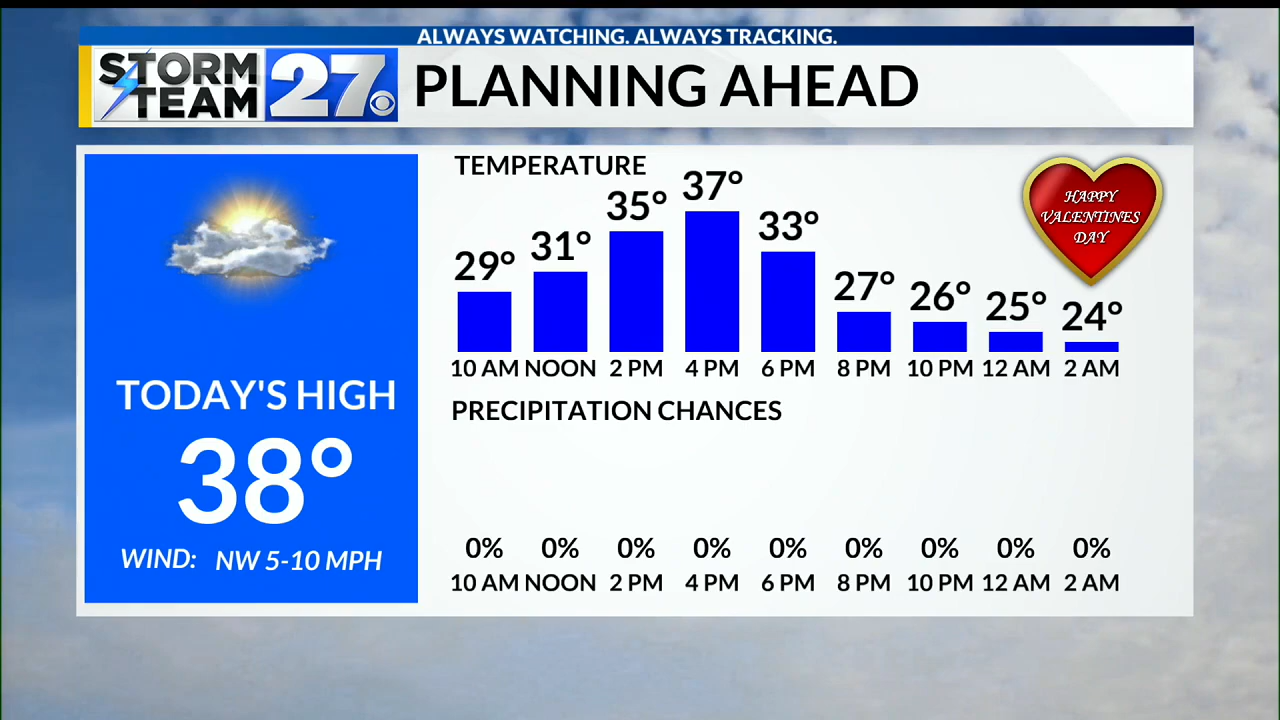 ALWAYS WATCHING. ALWAYS TRACKING.
STORM
TEAM
27
PLANNING AHEAD
TODAY'S HIGH
38°
WIND: NW 5-10 MPH
TEMPERATURE
29° 31° 35° 37° 33° 27° 26° 25° 24°
10 AM NOON 2 PM 4 PM 6 PM 8 PM 10 PM 12 AM 2 AM
HAPPY
VALENTINES
DAY
PRECIPITATION CHANCES
0% 0% 0% 0% 0% 0% 0% 0% 0%
10 AM NOON 2 PM 4 PM 6 PM 8 PM 10 PM 12 AM 2 AM